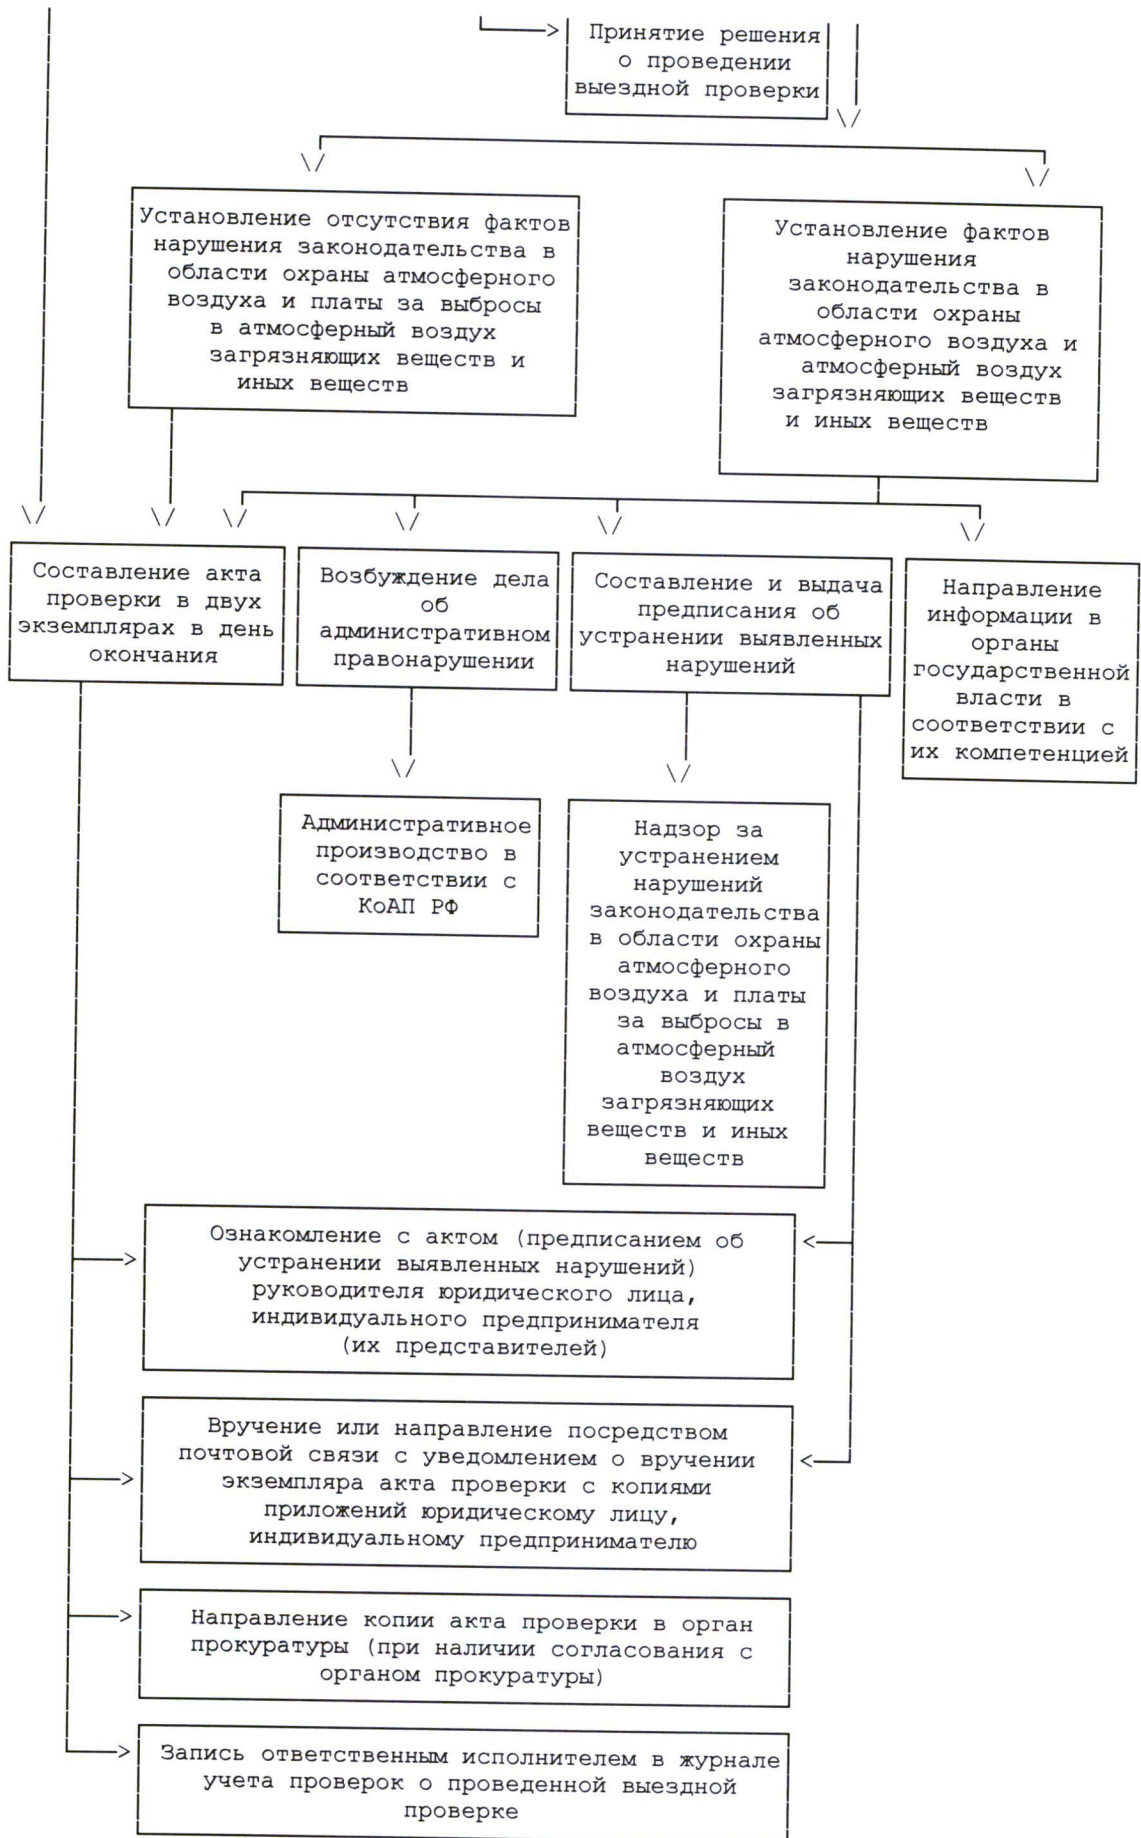 Принятие решения
о проведении
выездной проверки
Установление отсутствия фактов
нарушения законодательства в
области охраны атмосферного
воздуха и платы за выбросы
в атмосферный воздух
загрязняющих веществ и
иных веществ
Установление фактов
нарушения
законодательства в
области охраны
атмосферного воздуха и
атмосферный воздух
загрязняющих веществ
и иных веществ
Составление акта
проверки в двух
экземплярах в день
окончания
Возбуждение дела
об
административном
правонарушении
Составление и выдача
предписания об
устранении выявленных
нарушений
Направление
информации в
органы
государственной
власти в
соответствии с
их компетенцией
Административное
производство в
соответствии с
КоАП РФ
Надзор за
устранением
нарушений
законодательства
в области охраны
атмосферного
воздуха и платы
за выбросы в
атмосферный
воздух
загрязняющих
веществ и иных
веществ
Ознакомление с актом (предписанием об
устранении выявленных нарушений)
руководителя юридического лица,
индивидуального предпринимателя
(их представителей)
Вручение или направление посредством
почтовой связи с уведомлением о вручении
экземпляра акта проверки с копиями
приложений юридическому лицу,
индивидуальному предпринимателю
Направление копии акта проверки в орган
прокуратуры (при наличии согласования с
органом прокуратуры)
Запись ответственным исполнителем в журнале
учета проверок о проведенной выездной
проверке